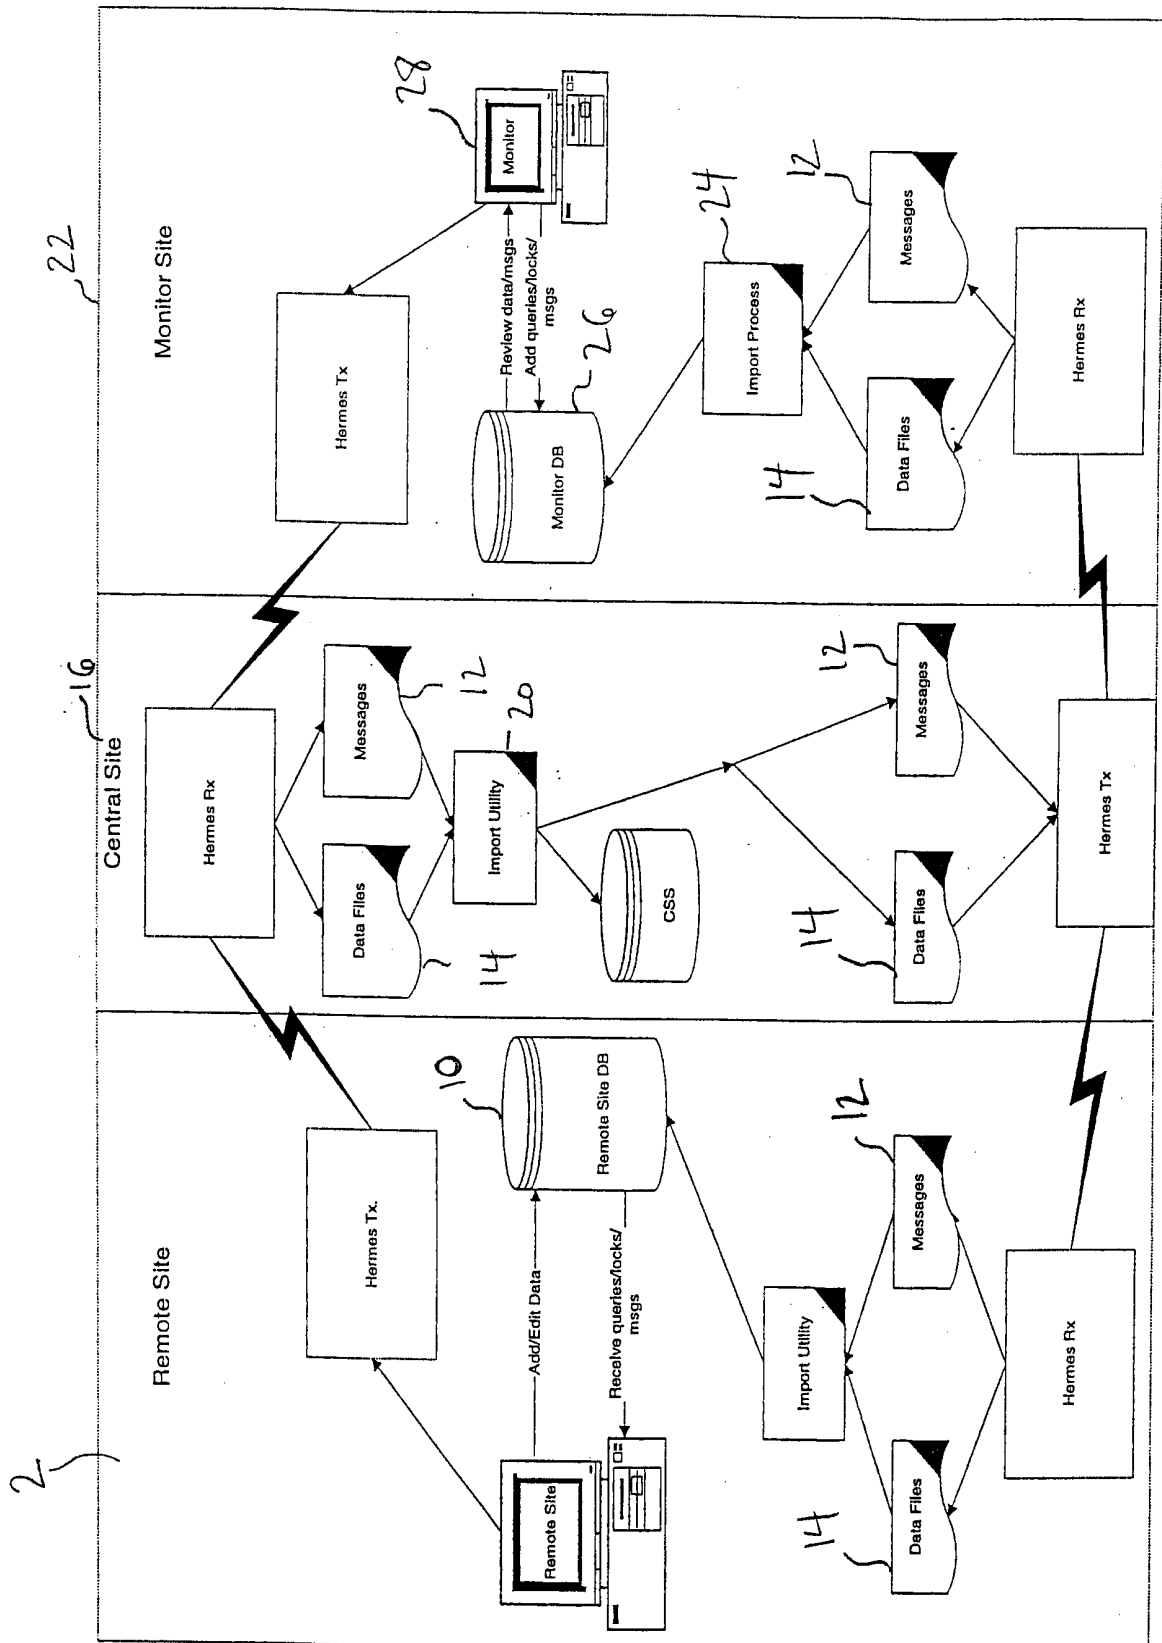 2
Remote Site
Hermes Tx.
Remote Site
Add/Edit Data
Receive queries/locks/
msgs
10
Remote Site DB
Import Utility
14
Data Files
12
Messages
Hermes Rx
16
Central Site
Hermes Rx
14
Data Files
12
Messages
20
Import Utility
CSS
14
Data Files
12
Messages
Hermes Tx
22
Monitor Site
Hermes Tx
28
Monitor
Review data/msgs
Add queries/locks/
msgs
26
Monitor DB
24
Import Process
14
Data Files
12
Messages
Hermes Rx